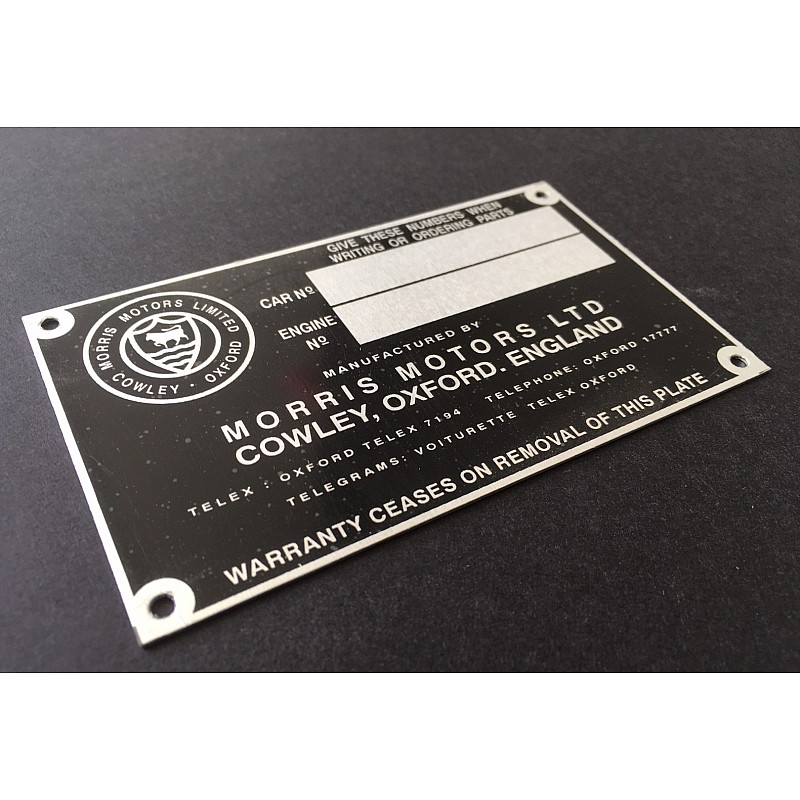 GIVE THESE NUMBERS WHEN
WRITING OR ORDERING PARTS
CAR Nº
ENGINE
Nº
MORRIS MOTORS LIMITED
COWLEY · OXFORD
MANUFACTURED BY
MORRIS MOTORS LTD
COWLEY, OXFORD. ENGLAND
TELEX : OXFORD TELEX 7194 TELEPHONE: OXFORD 17777
TELEGRAMS: VOITURETTE TELEX OXFORD
WARRANTY CEASES ON REMOVAL OF THIS PLATE